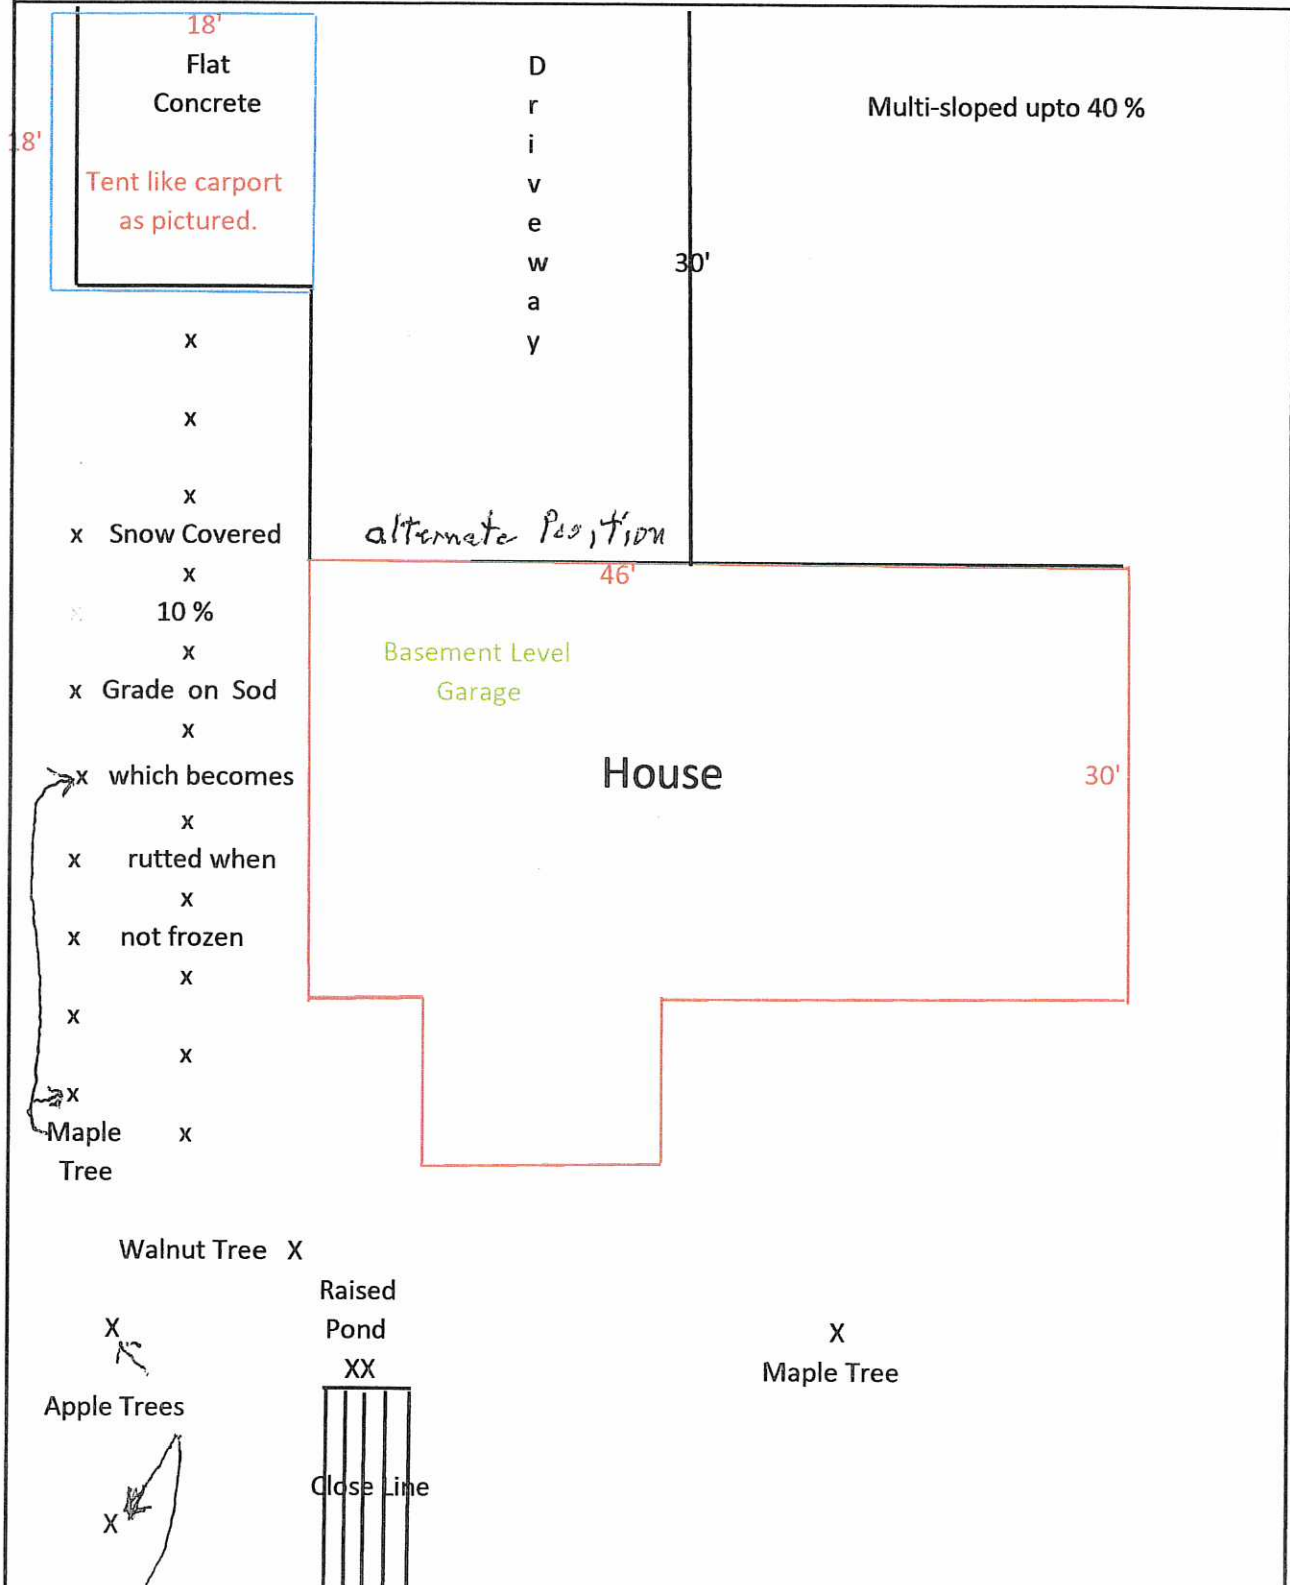 18'
Flat
Concrete
18'
Tent like carport
as pictured.
D
r
i
v
e
w
a
y
Multi-sloped upto 40 %
30'
x
x
x
x Snow Covered
alternate Position
x
46'
x 10 %
x
Basement Level
Garage
x Grade on Sod
x
House
x which becomes
30'
x
x rutted when
x
x not frozen
x
x
x
x
Maple x
Tree
Walnut Tree X
Raised
Pond
XX
X
Apple Trees
X
X
Maple Tree
Close Line